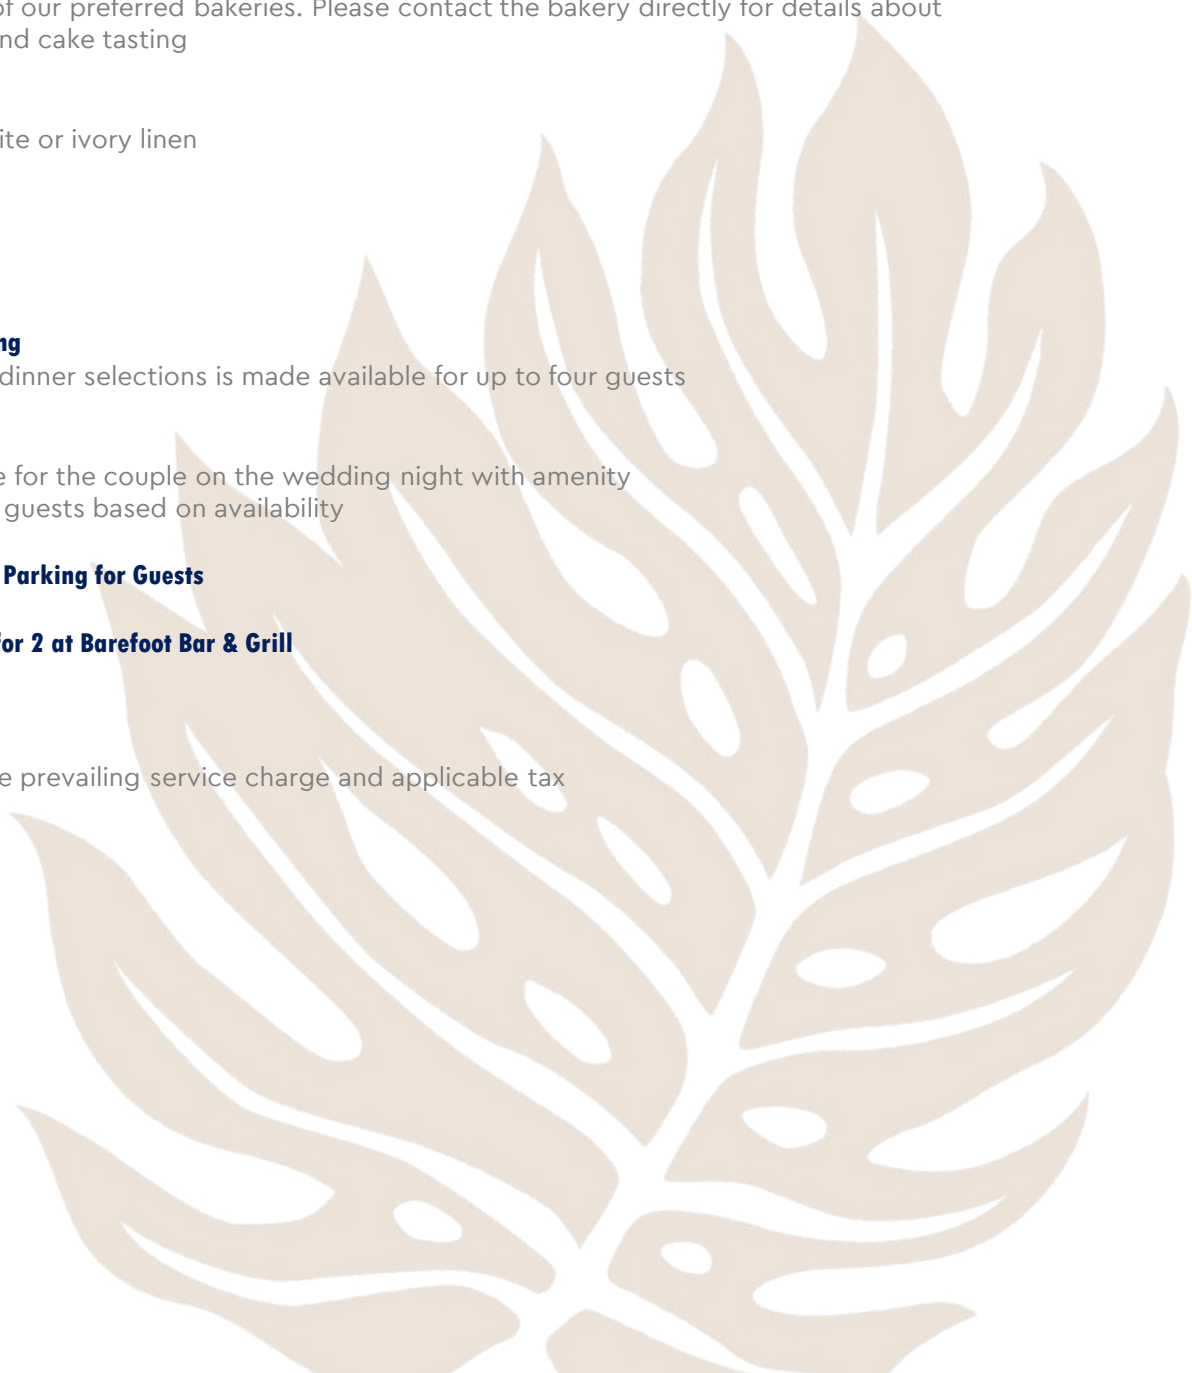 of our preferred bakeries. Please contact the bakery directly for details about
nd cake tasting
ite or ivory linen
ng
dinner selections is made available for up to four guests
e for the couple on the wedding night with amenity
guests based on availability
Parking for Guests
for 2 at Barefoot Bar & Grill
e prevailing service charge and applicable tax